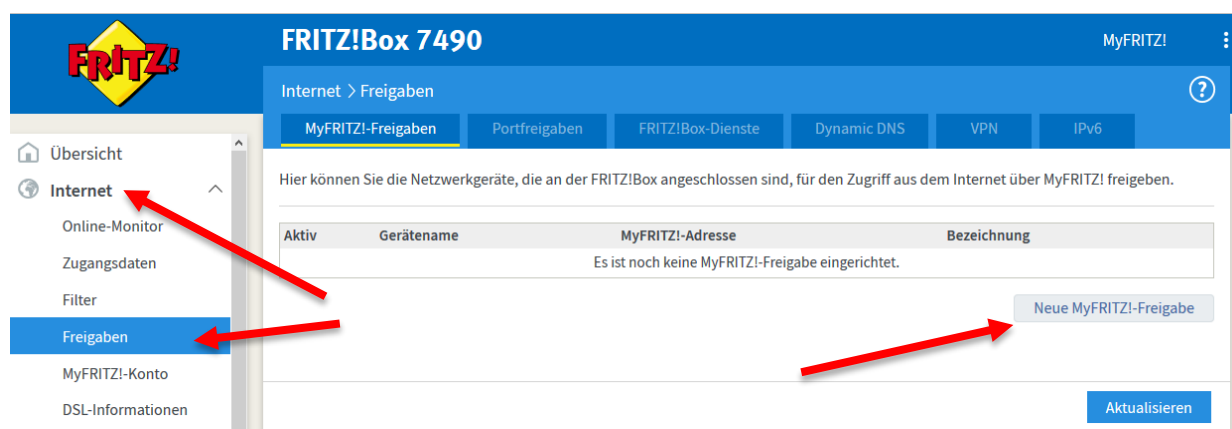 FRITZ!
FRITZ!Box 7490
MyFRITZ!
Internet > Freigaben
?
MyFRITZ!-Freigaben Portfreigaben FRITZ!Box-Dienste Dynamic DNS VPN IPv6
Übersicht
Internet
Online-Monitor
Zugangsdaten
Filter
Freigaben
MyFRITZ!-Konto
DSL-Informationen
Hier können Sie die Netzwerkgeräte, die an der FRITZ!Box angeschlossen sind, für den Zugriff aus dem Internet über MyFRITZ! freigeben.
Aktiv Gerätename MyFRITZ!-Adresse Bezeichnung
Es ist noch keine MyFRITZ!-Freigabe eingerichtet.
Neue MyFRITZ!-Freigabe
Aktualisieren